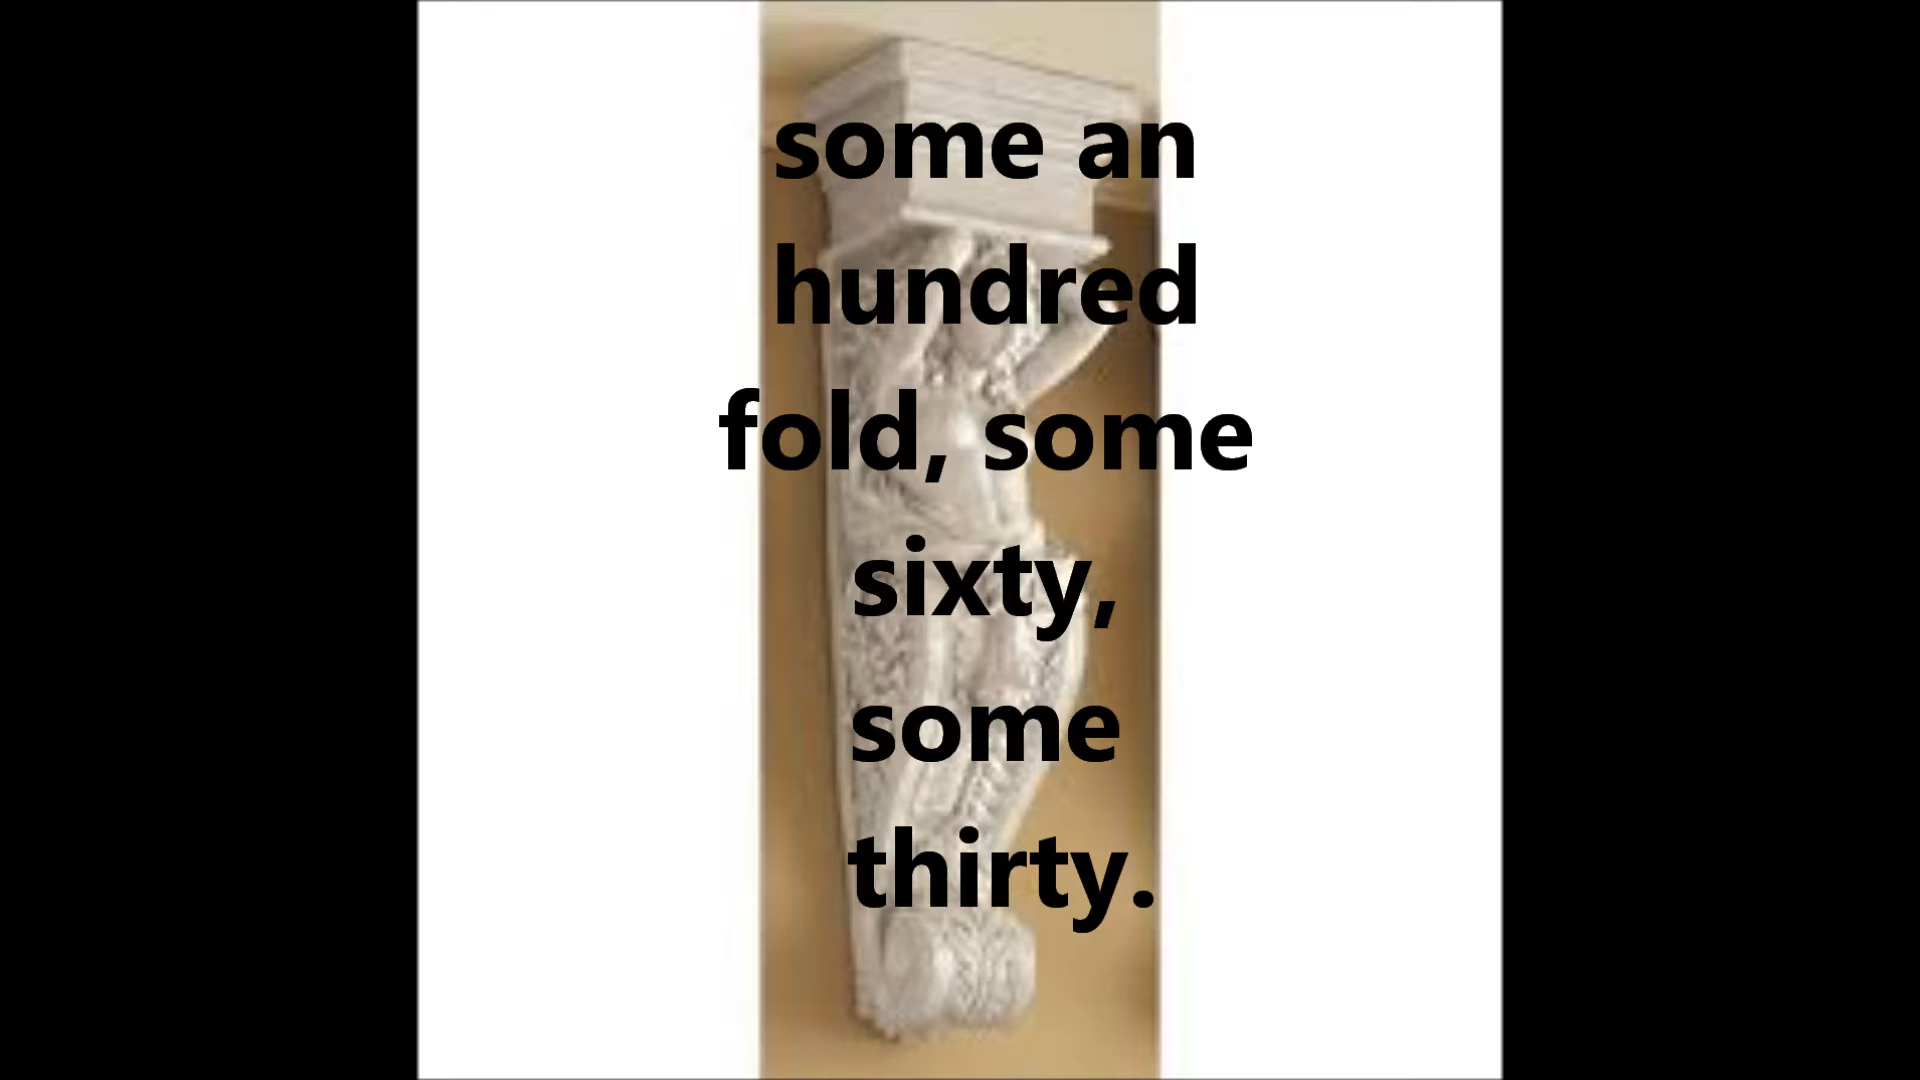 some an
hundred
fold, some
sixty,
some
thirty.